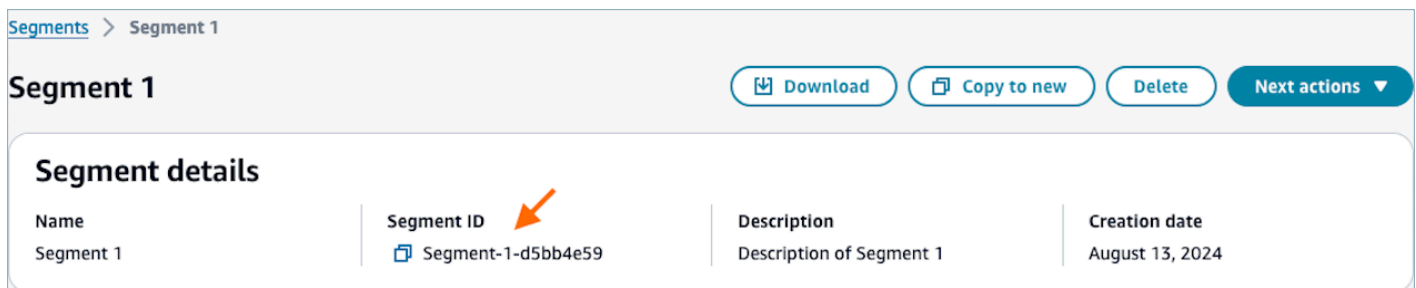 Segments > Segment 1
Segment 1
Download
Copy to new
Delete
Next actions
Segment details
Name
Segment ID
Description
Creation date
Segment 1
Segment-1-d5bb4e59
Description of Segment 1
August 13, 2024